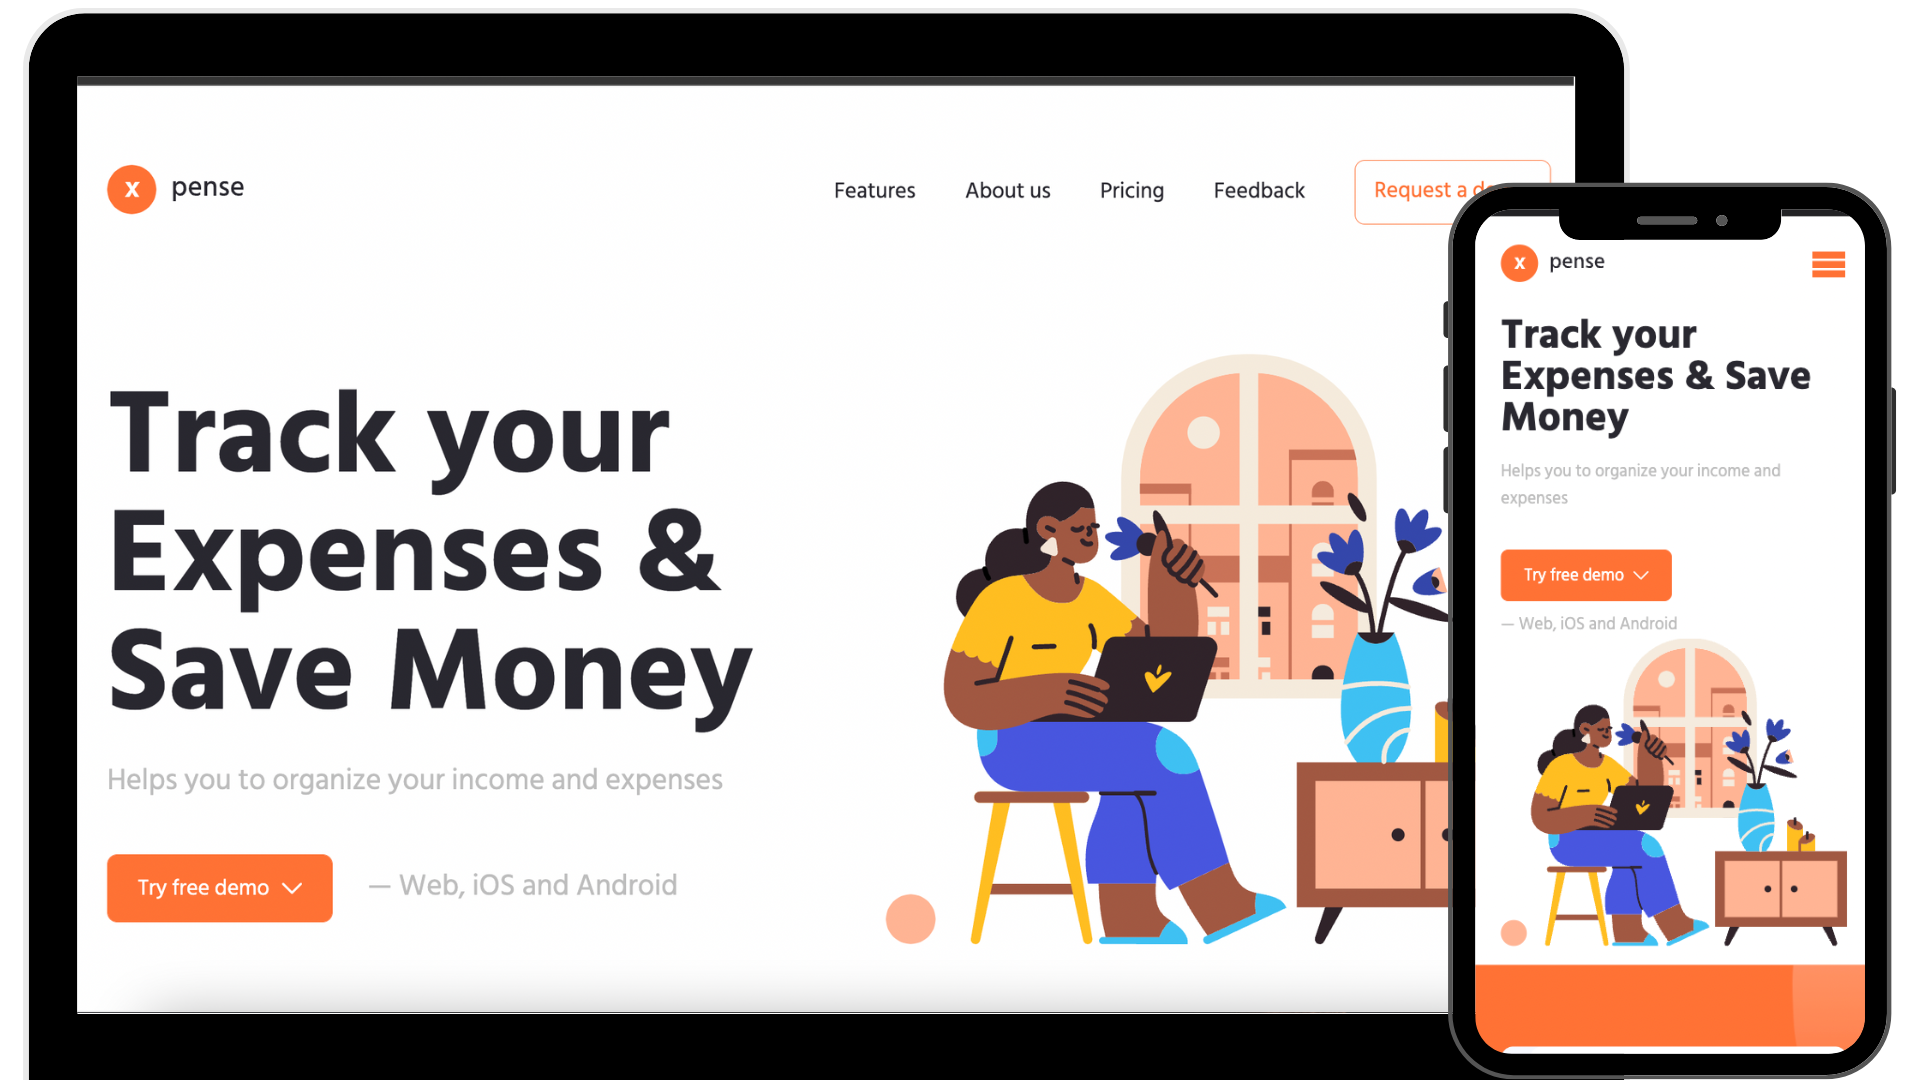 x pense
Features About us Pricing Feedback Request a
Track your
Expenses &
Save Money
Helps you to organize your income and expenses
Try free demo
— Web, iOS and Android
x pense
Track your
Expenses & Save
Money
Helps you to organize your income and
expenses
Try free demo
— Web, iOS and Android